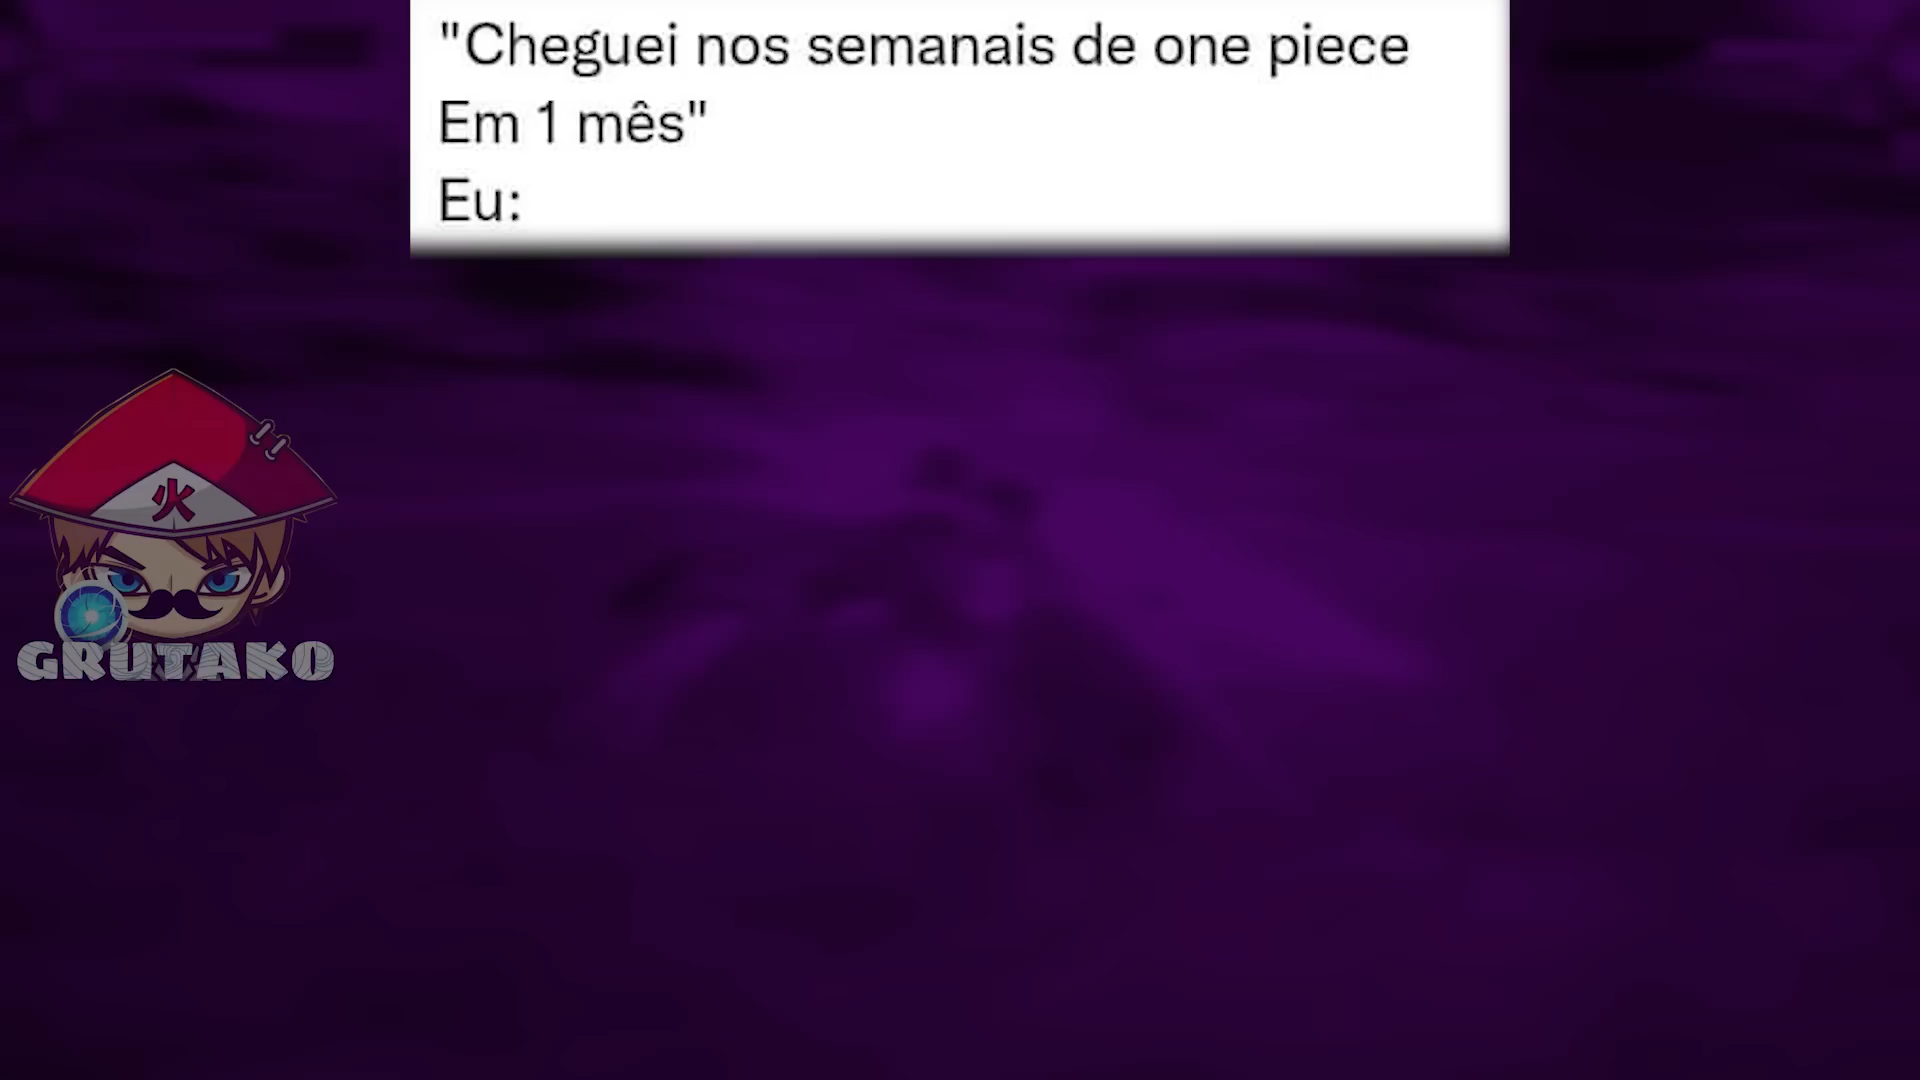 "Cheguei nos semanais de one piece
Em 1 mês"
Eu:
火
GRUTAKO